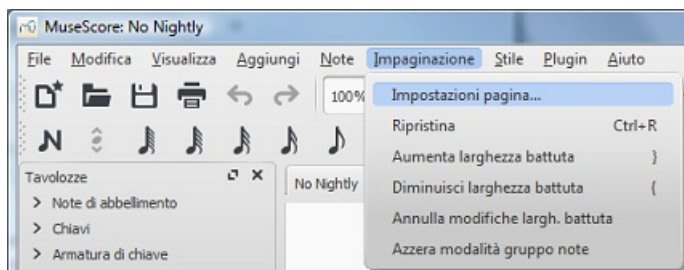 MuseScore: No Nightly
File Modifica Visualizza Aggiungi Note Impaginazione Stile Plugin Aiuto
100%
Impostazioni pagina...
Ripristina Ctrl+R
Aumenta larghezza battuta }
Diminuisci larghezza battuta {
Annulla modifiche largh. battuta
Azzera modalità gruppo note
N
Tavolozze
Note di abbellimento
Chiavi
Armatura di chiave
No Nightly